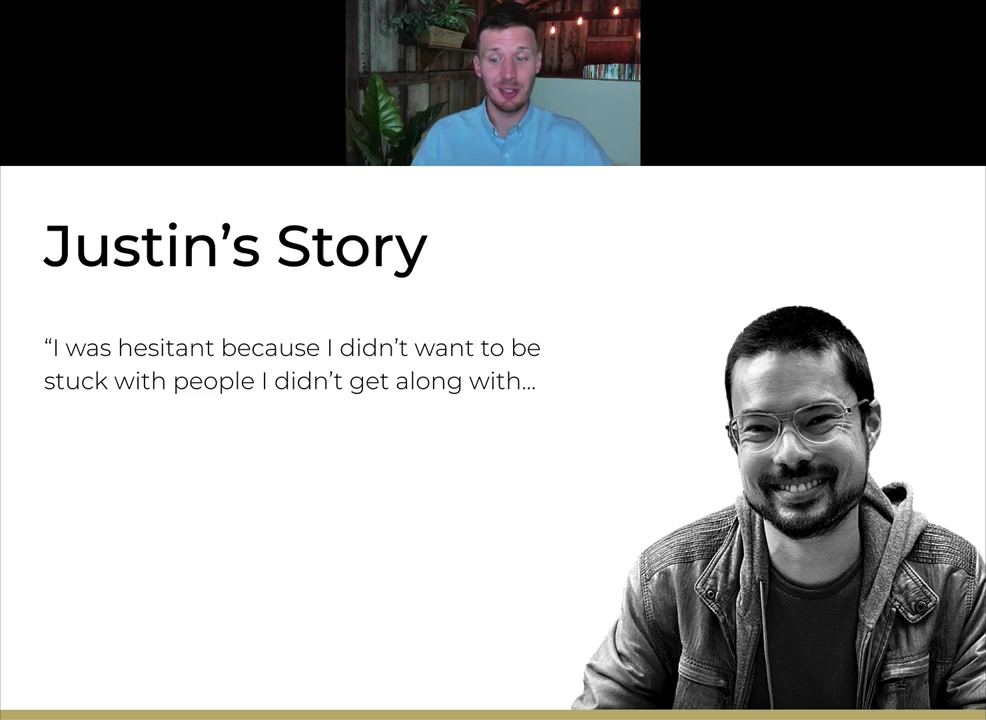 Justin’s Story
“I was hesitant because I didn’t want to be
stuck with people I didn’t get along with...